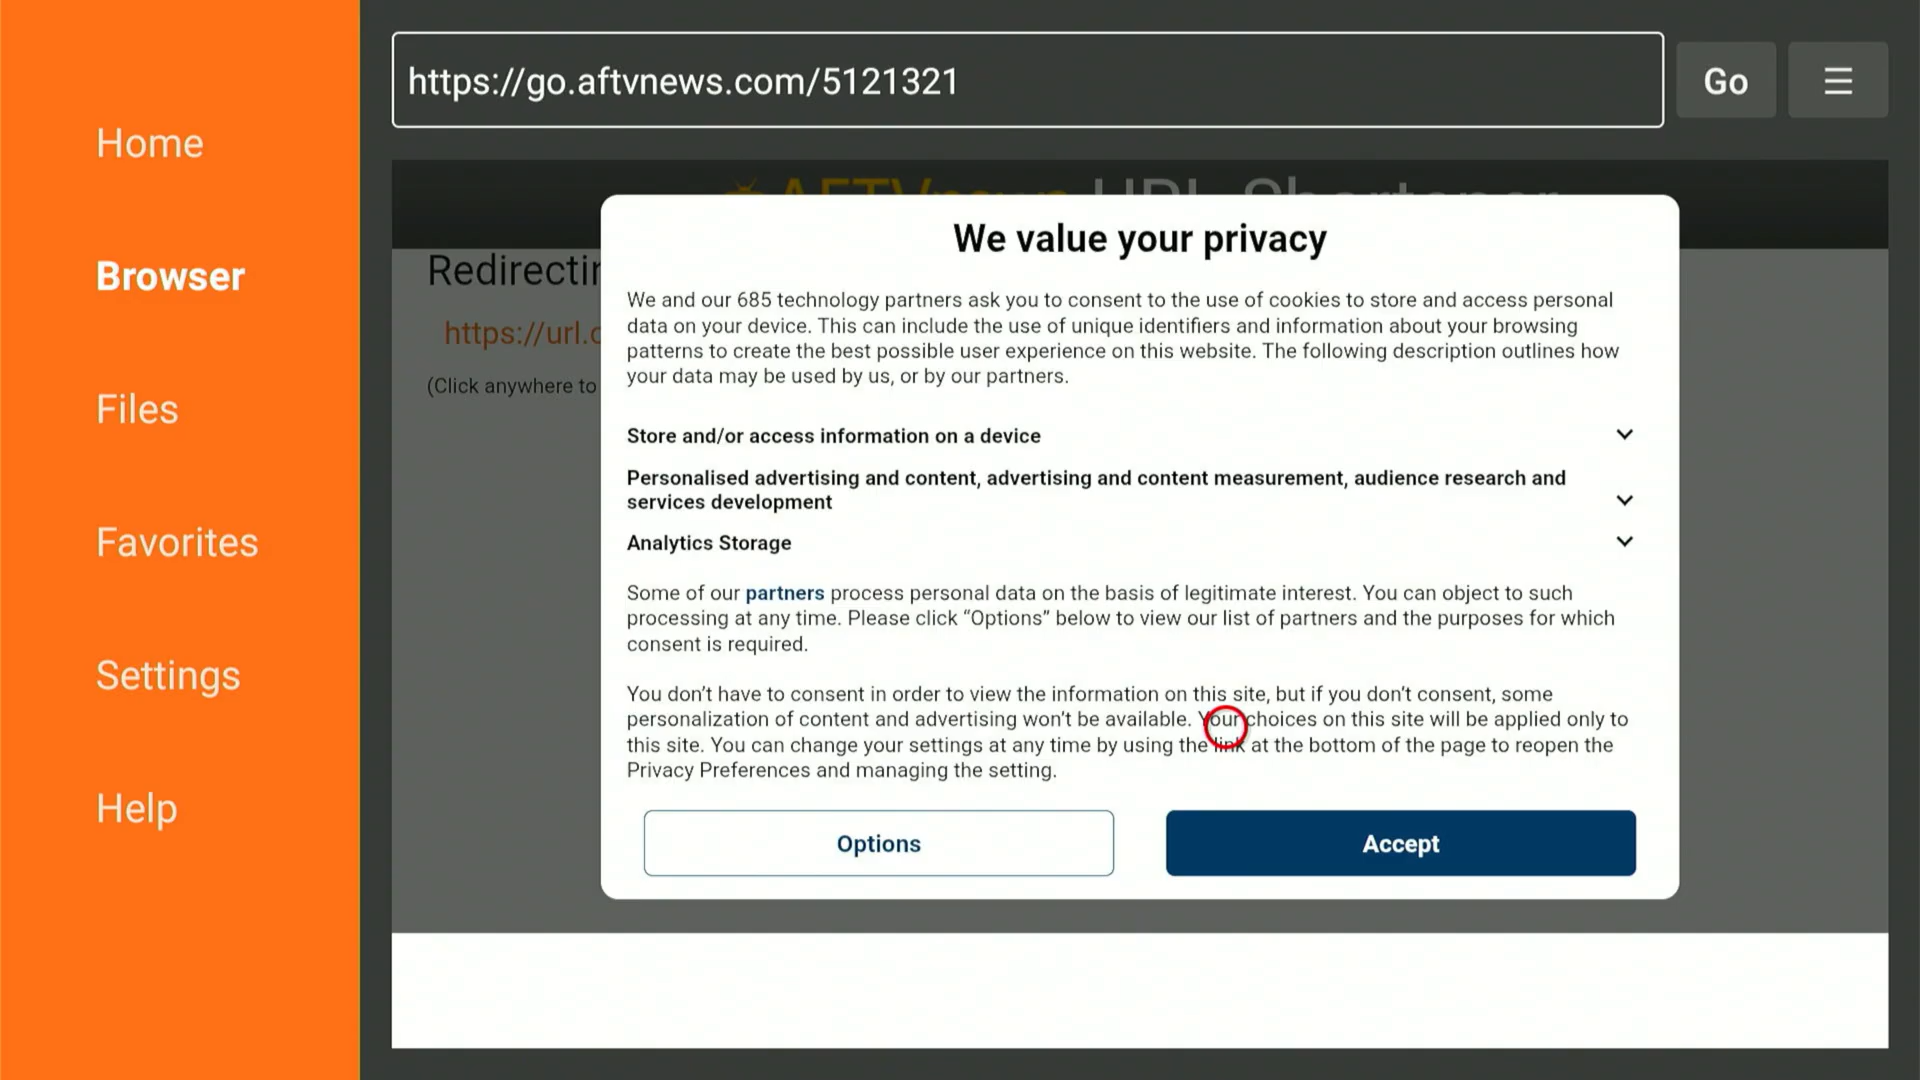 https://go.aftvnews.com/5121321
Go
Home
Browser
Files
Favorites
Settings
Help
AFTVnews URL Shortener
https://url.
(Click anywhere to
We value your privacy
We and our 685 technology partners ask you to consent to the use of cookies to store and access personal
data on your device. This can include the use of unique identifiers and information about your browsing
patterns to create the best possible user experience on this website. The following description outlines how
your data may be used by us, or by our partners.
Store and/or access information on a device
Personalised advertising and content, advertising and content measurement, audience research and
services development
Analytics Storage
Some of our partners process personal data on the basis of legitimate interest. You can object to such
processing at any time. Please click “Options” below to view our list of partners and the purposes for which
consent is required.
You don’t have to consent in order to view the information on this site, but if you don’t consent, some
personalization of content and advertising won’t be available. Your choices on this site will be applied only to
this site. You can change your settings at any time by using the link at the bottom of the page to reopen the
Privacy Preferences and managing the setting.
Options
Accept